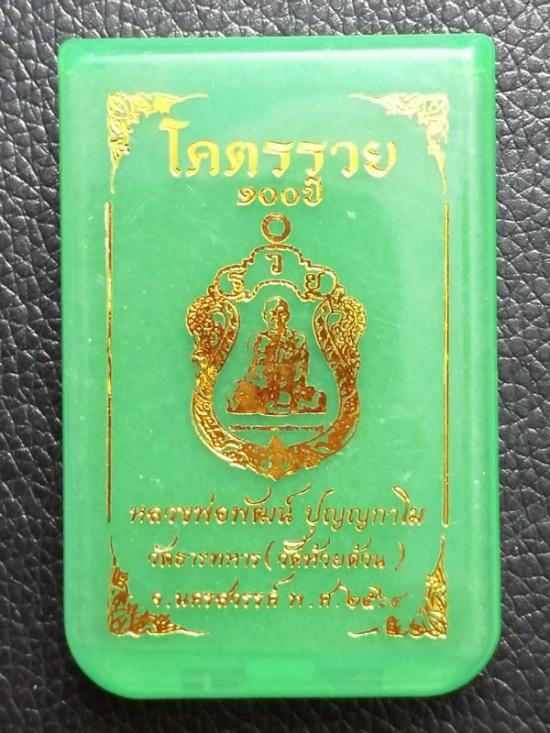 โคตรรวย
๑๐๐ปี
รวย
หลวงพ่อพัฒน์ ปุญญกาโม
วัดธารทหาร(วัดห้วยด้วน)
จ.นครสวรรค์ พ.ศ.๒๕๖๔